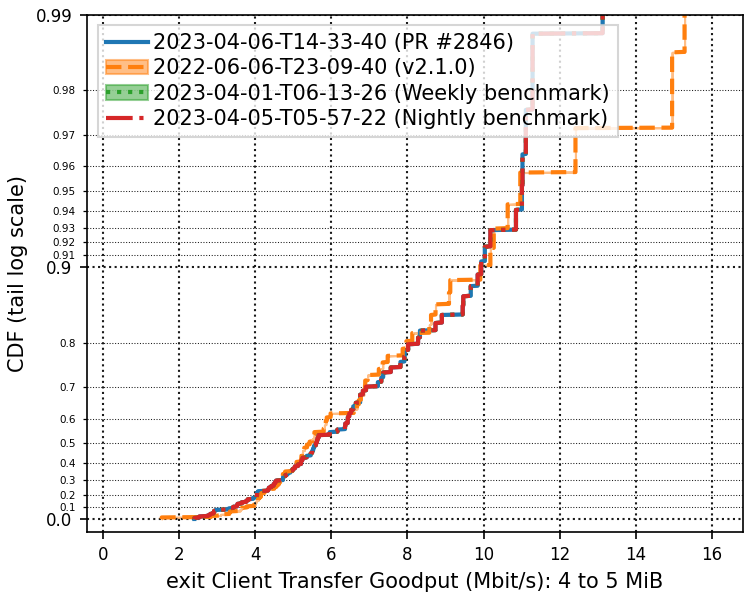 0.99
2023-04-06-T14-33-40 (PR #2846)
2022-06-06-T23-09-40 (v2.1.0)
2023-04-01-T06-13-26 (Weekly benchmark)
2023-04-05-T05-57-22 (Nightly benchmark)
0.98
0.97
0.96
0.95
0.94
0.93
0.92
0.91
0.9
0.8
0.7
0.6
0.5
0.4
0.3
0.2
0.1
0.0
CDF (tail log scale)
0 2 4 6 8 10 12 14 16
exit Client Transfer Goodput (Mbit/s): 4 to 5 MiB